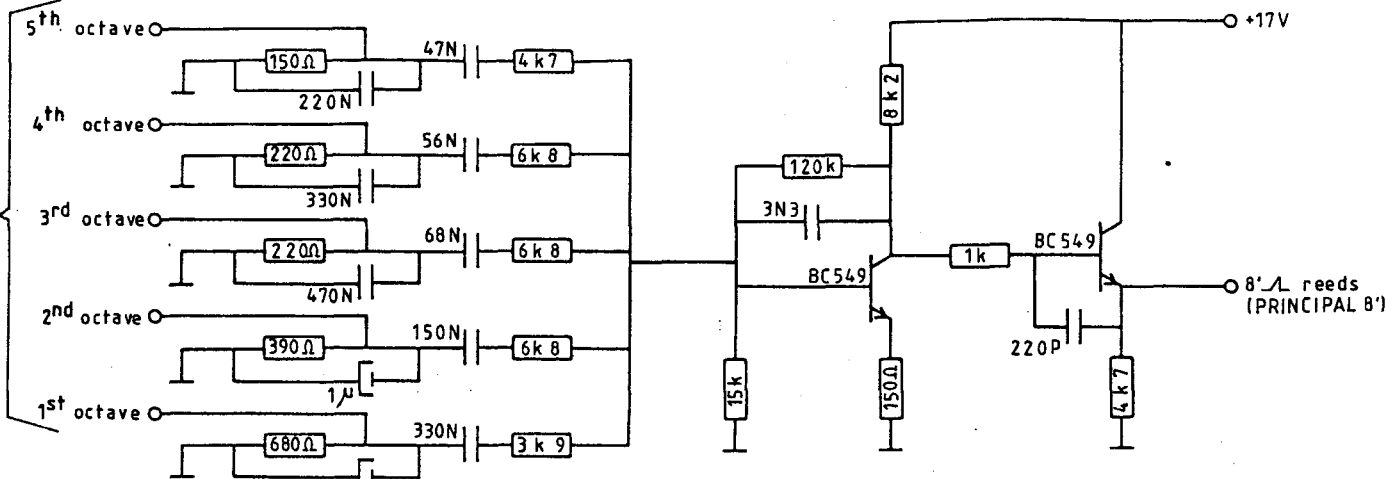 5th octave
150Ω
47N
4k7
220N
4th octave
220Ω
56N
6k8
330N
3rd octave
220Ω
68N
6k8
470N
2nd octave
390Ω
150N
6k8
1µ
1st octave
680Ω
330N
3k9
+17V
8k2
120k
3N3
BC549
15k
150Ω
1k
BC549
220P
4k7
8' reeds
(PRINCIPAL 8')